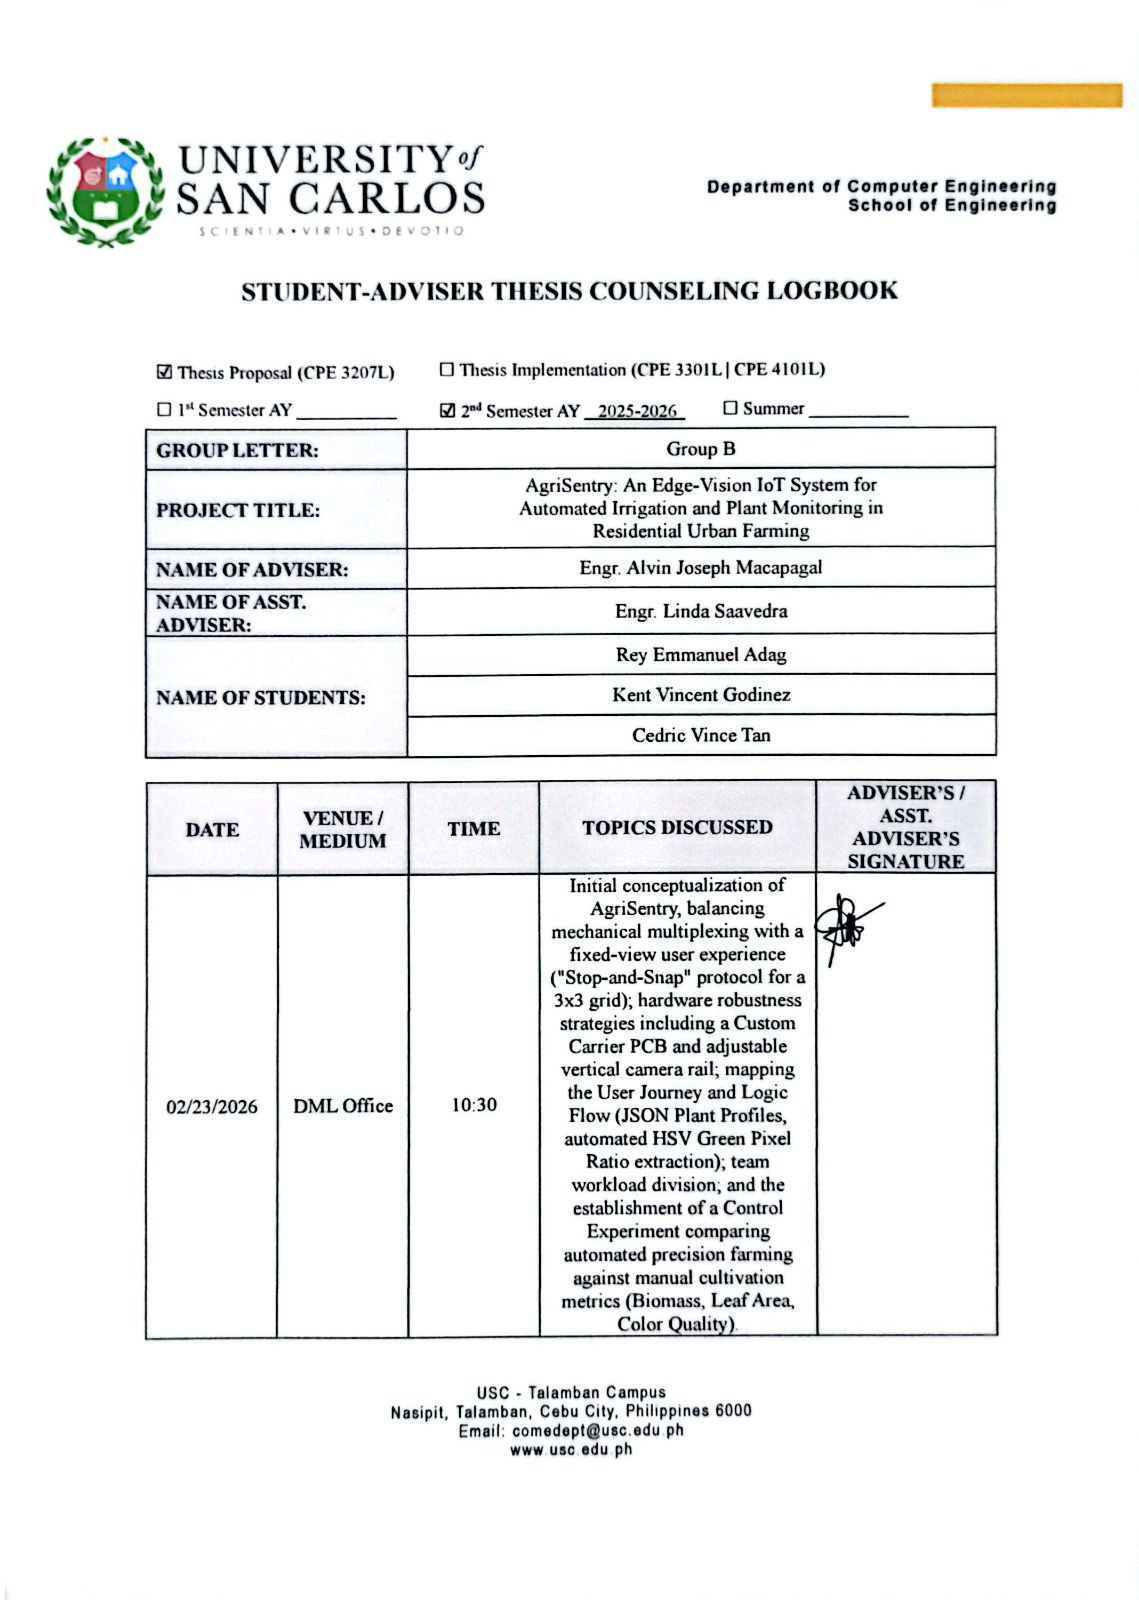 UNIVERSITY of
SAN CARLOS
SCIENTIA • VIRTUS • DEVOTIO
Department of Computer Engineering
School of Engineering
STUDENT-ADVISER THESIS COUNSELING LOGBOOK
☑ Thesis Proposal (CPE 3207L)
☐ Thesis Implementation (CPE 3301L | CPE 4101L)
☐ 1st Semester AY ___________
☑ 2nd Semester AY 2025-2026
☐ Summer ___________
GROUP LETTER:
Group B
PROJECT TITLE:
AgriSentry: An Edge-Vision IoT System for
Automated Irrigation and Plant Monitoring in
Residential Urban Farming
NAME OF ADVISER:
Engr. Alvin Joseph Macapagal
NAME OF ASST.
ADVISER:
Engr. Linda Saavedra
NAME OF STUDENTS:
Rey Emmanuel Adag
Kent Vincent Godinez
Cedric Vince Tan
DATE
VENUE /
MEDIUM
TIME
TOPICS DISCUSSED
ADVISER'S /
ASST.
ADVISER'S
SIGNATURE
02/23/2026
DML Office
10:30
Initial conceptualization of
AgriSentry, balancing
mechanical multiplexing with a
fixed-view user experience
("Stop-and-Snap" protocol for a
3x3 grid); hardware robustness
strategies including a Custom
Carrier PCB and adjustable
vertical camera rail; mapping
the User Journey and Logic
Flow (JSON Plant Profiles,
automated HSV Green Pixel
Ratio extraction); team
workload division; and the
establishment of a Control
Experiment comparing
automated precision farming
against manual cultivation
metrics (Biomass, Leaf Area,
Color Quality).
USC - Talamban Campus
Nasipit, Talamban, Cebu City, Philippines 6000
Email: comedept@usc.edu.ph
www.usc.edu.ph